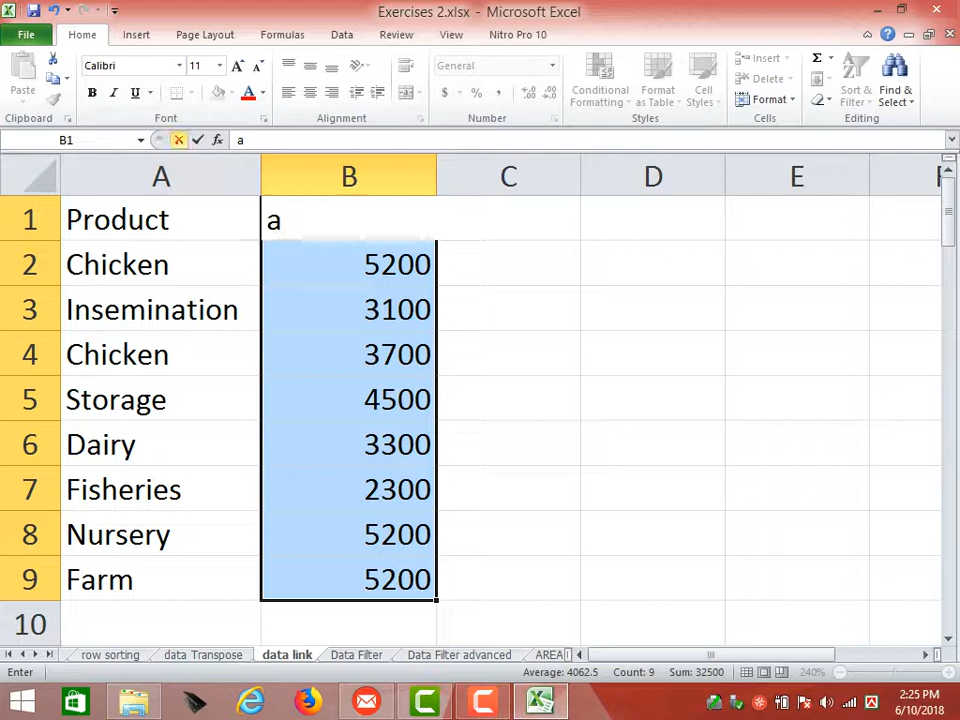 Exercises 2.xlsx - Microsoft Excel
File Home Insert Page Layout Formulas Data Review View Nitro Pro 10
Calibri 11 General
Paste
B I U
Conditional Formatting
Format as Table
Cell Styles
Insert
Delete
Format
Sort & Filter
Find & Select
Clipboard Font Alignment Number Styles Cells Editing
B1 fx a
A B C D E F
1 Product a
2 Chicken 5200
3 Insemination 3100
4 Chicken 3700
5 Storage 4500
6 Dairy 3300
7 Fisheries 2300
8 Nursery 5200
9 Farm 5200
10
row sorting data Transpose data link Data Filter Data Filter advanced AREA
Enter Average: 4062.5 Count: 9 Sum: 32500 240%
2:25 PM
6/10/2018